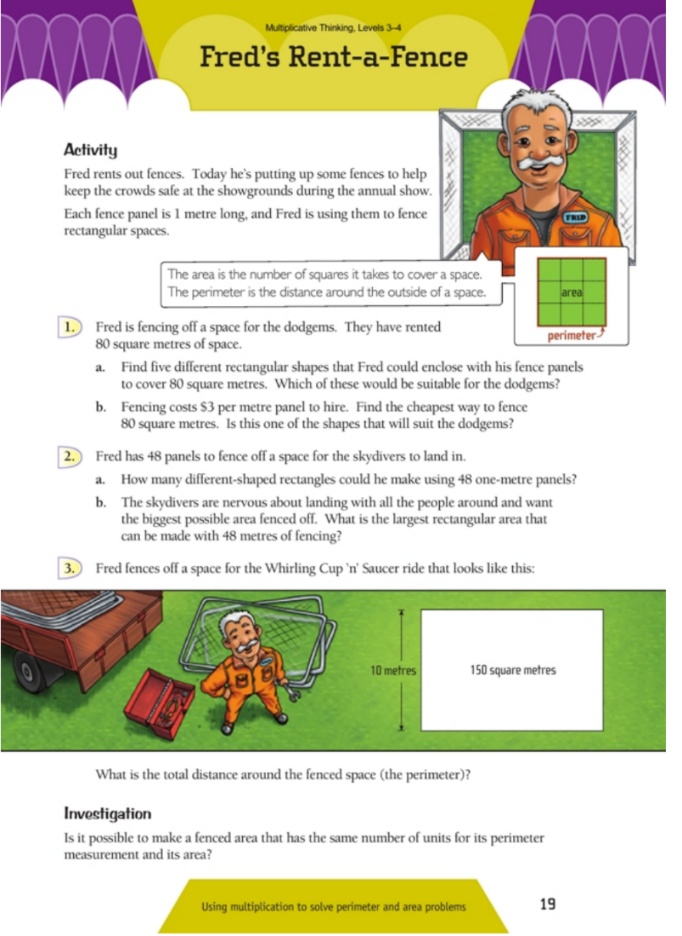 Multiplicative Thinking, Levels 3–4
Fred's Rent-a-Fence
Activity
Fred rents out fences. Today he's putting up some fences to help
keep the crowds safe at the showgrounds during the annual show.
Each fence panel is 1 metre long, and Fred is using them to fence
rectangular spaces.
FRED
The area is the number of squares it takes to cover a space.
The perimeter is the distance around the outside of a space.
area
perimeter
1. Fred is fencing off a space for the dodgems. They have rented
80 square metres of space.
a. Find five different rectangular shapes that Fred could enclose with his fence panels
to cover 80 square metres. Which of these would be suitable for the dodgems?
b. Fencing costs $3 per metre panel to hire. Find the cheapest way to fence
80 square metres. Is this one of the shapes that will suit the dodgems?
2. Fred has 48 panels to fence off a space for the skydivers to land in.
a. How many different-shaped rectangles could he make using 48 one-metre panels?
b. The skydivers are nervous about landing with all the people around and want
the biggest possible area fenced off. What is the largest rectangular area that
can be made with 48 metres of fencing?
3. Fred fences off a space for the Whirling Cup 'n' Saucer ride that looks like this:
10 metres
150 square metres
What is the total distance around the fenced space (the perimeter)?
Investigation
Is it possible to make a fenced area that has the same number of units for its perimeter
measurement and its area?
Using multiplication to solve perimeter and area problems
19